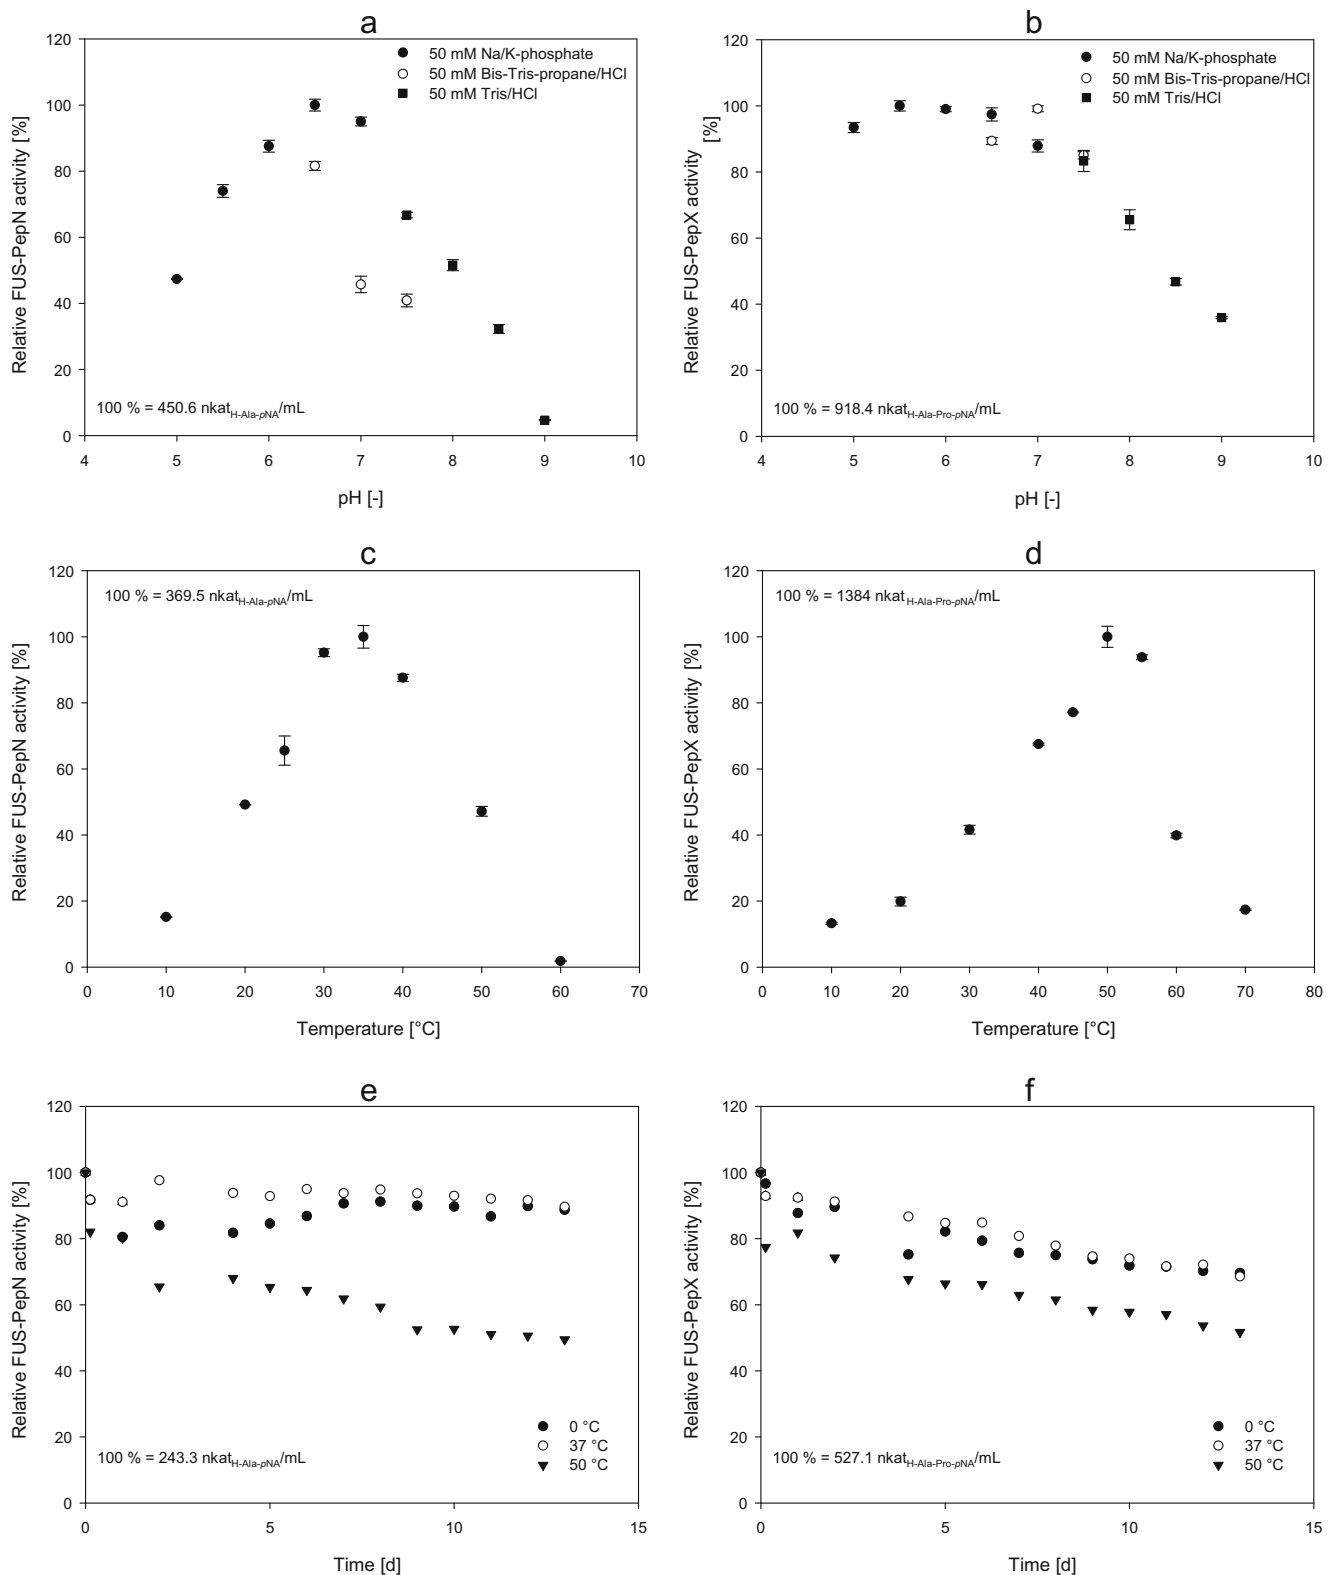 a
120
100
80
60
40
20
0
Relative FUS-PepN activity [%]
50 mM Na/K-phosphate
50 mM Bis-Tris-propane/HCl
50 mM Tris/HCl
100 % = 450.6 nkatH-Ala-pNA/mL
4 5 6 7 8 9 10
pH [-]
b
120
100
80
60
40
20
0
Relative FUS-PepX activity [%]
50 mM Na/K-phosphate
50 mM Bis-Tris-propane/HCl
50 mM Tris/HCl
100 % = 918.4 nkatH-Ala-Pro-pNA/mL
4 5 6 7 8 9 10
pH [-]
c
120
100
80
60
40
20
0
Relative FUS-PepN activity [%]
100 % = 369.5 nkatH-Ala-pNA/mL
0 10 20 30 40 50 60 70
Temperature [°C]
d
120
100
80
60
40
20
0
Relative FUS-PepX activity [%]
100 % = 1384 nkatH-Ala-Pro-pNA/mL
0 10 20 30 40 50 60 70 80
Temperature [°C]
e
120
100
80
60
40
20
0
Relative FUS-PepN activity [%]
0 °C
37 °C
50 °C
100 % = 243.3 nkatH-Ala-pNA/mL
0 5 10 15
Time [d]
f
120
100
80
60
40
20
0
Relative FUS-PepX activity [%]
0 °C
37 °C
50 °C
100 % = 527.1 nkatH-Ala-Pro-pNA/mL
0 5 10 15
Time [d]